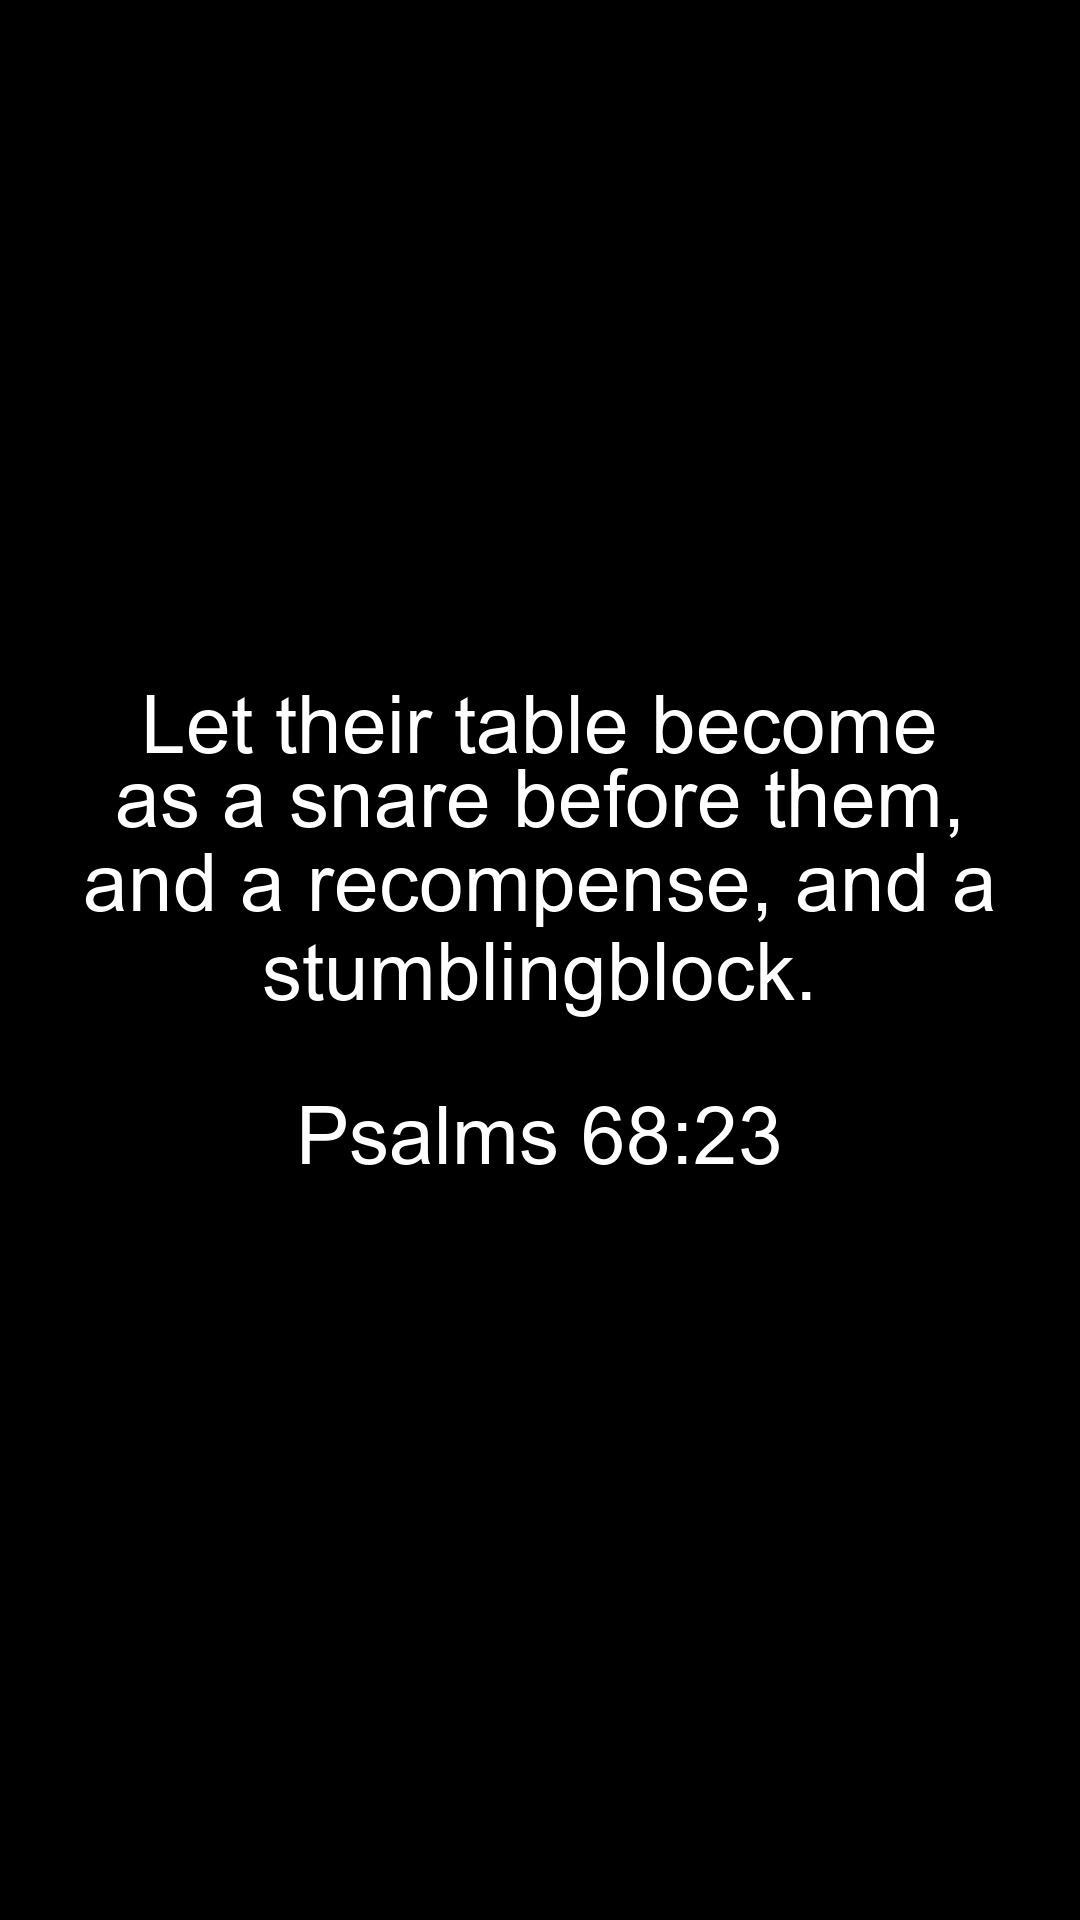 Let their table become
as a snare before them,
and a recompense, and a
stumblingblock.
Psalms 68:23